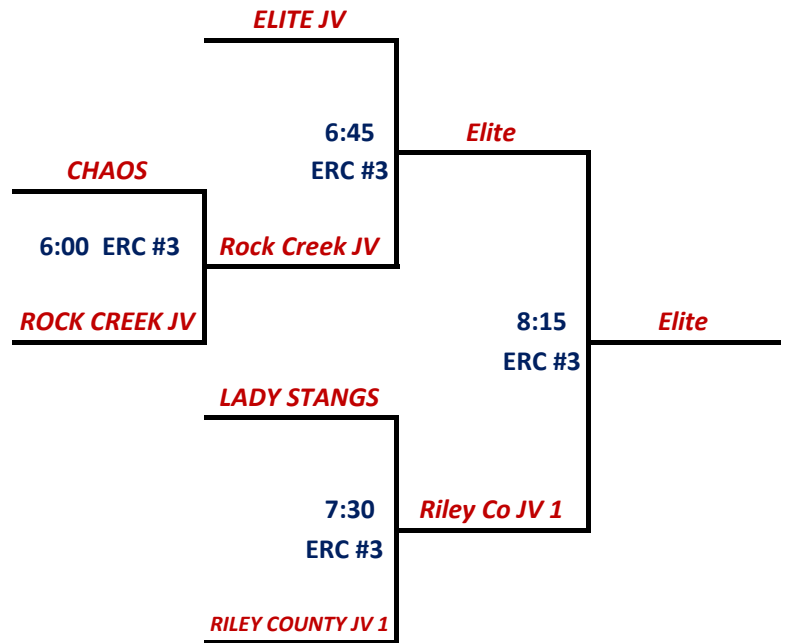 ELITE JV
6:45
ERC #3
Elite
CHAOS
6:00 ERC #3
Rock Creek JV
ROCK CREEK JV
8:15
ERC #3
Elite
LADY STANGS
7:30
ERC #3
Riley Co JV 1
RILEY COUNTY JV 1